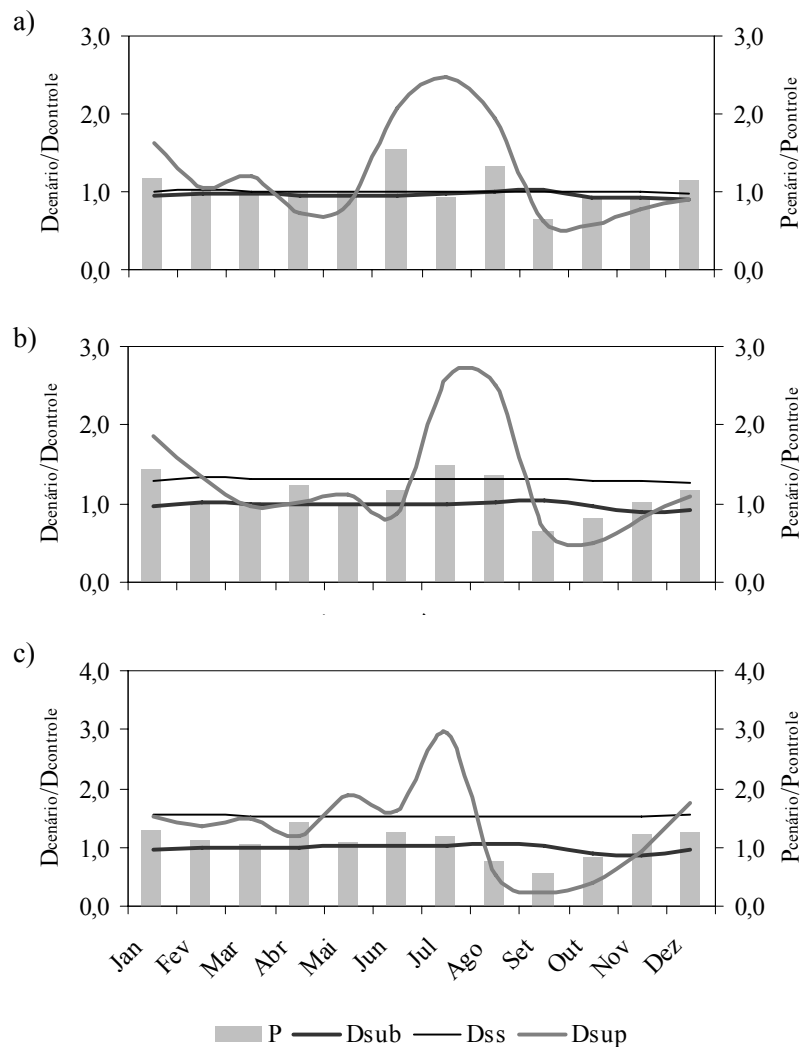 a)
3,0
2,0
1,0
0,0
Dcenário/Dcontrole
3,0
2,0
1,0
0,0
Pcenário/Pcontrole
b)
3,0
2,0
1,0
0,0
Dcenário/Dcontrole
3,0
2,0
1,0
0,0
Pcenário/Pcontrole
c)
4,0
3,0
2,0
1,0
0,0
Dcenário/Dcontrole
4,0
3,0
2,0
1,0
0,0
Pcenário/Pcontrole
Jan Fev Mar Abr Mai Jun Jul Ago Set Out Nov Dez
P Dsub Dss Dsup